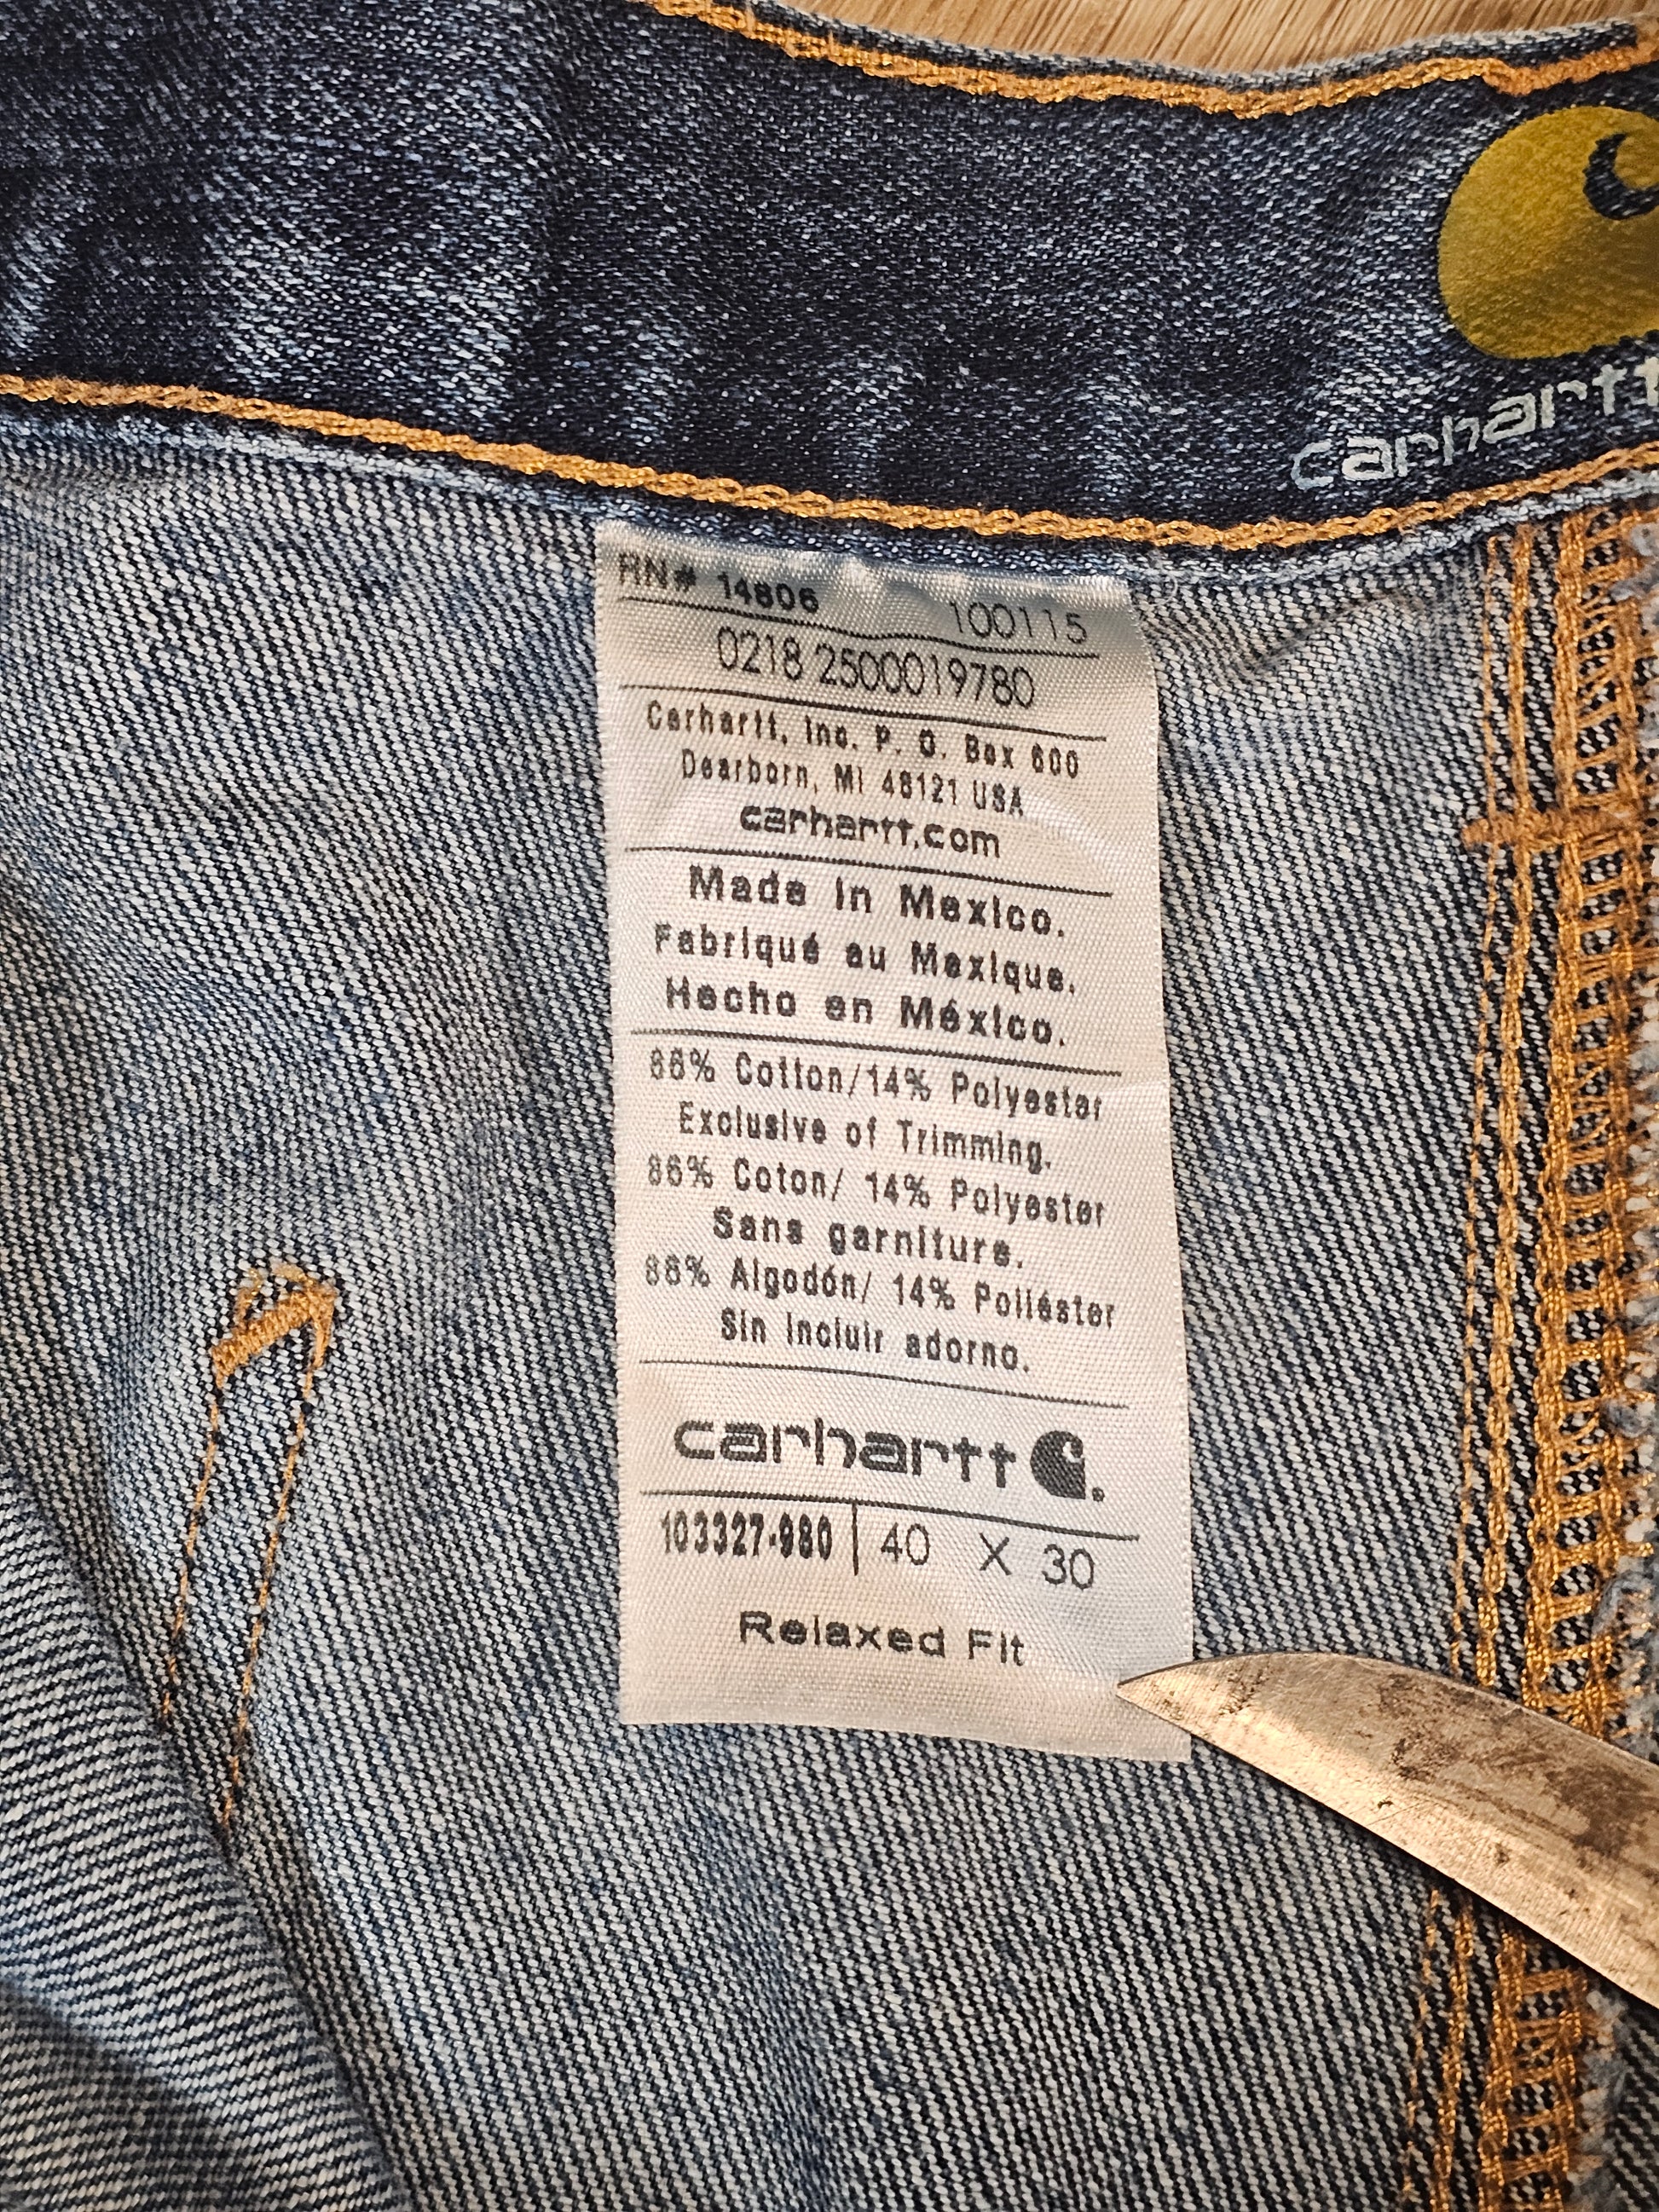 carhartt
RN# 14806 100115
0218 2500019780
Carhartt, Inc. P. O. Box 600
Dearborn, MI 48121 USA
carhartt.com
Made in Mexico.
Fabriqué au Mexique.
Hecho en México.
86% Cotton/14% Polyester
Exclusive of Trimming.
86% Coton/ 14% Polyester
Sans garniture.
86% Algodón/ 14% Poliéster
Sin incluir adorno.
carhartt
103327-980 | 40 X 30
Relaxed Fit